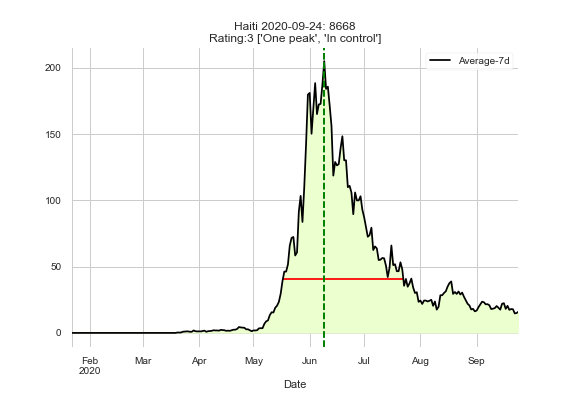 Haiti 2020-09-24: 8668
Rating:3 ['One peak', 'In control']
Average-7d
200
150
100
50
0
Feb Mar Apr May Jun Jul Aug Sep
2020
Date